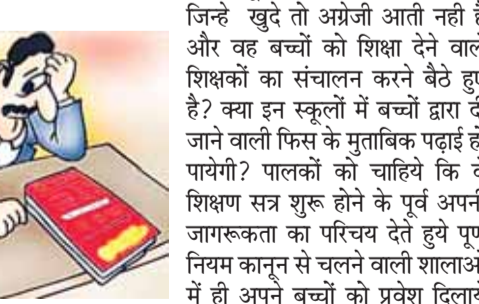 जिन्हे खुदे तो अग्रेजी आती नही है
और वह बच्चों को शिक्षा देने वाले
शिक्षकों का संचालन करने बैठे हुए
है? क्या इन स्कूलों में बच्चों द्वारा दी
जाने वाली फिस के मुताबिक पढ़ाई हो
पायेगी? पालकों को चाहिये कि वे
शिक्षण सत्र शुरू होने के पूर्व अपनी
जागरूकता का परिचय देते हुये पूर्ण
नियम कानून से चलने वाली शालाओं
में ही अपने बच्चों को प्रवेश दिलाये